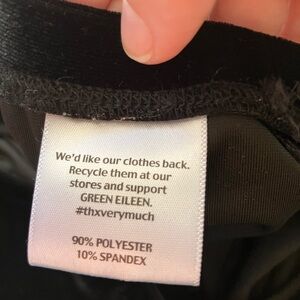 We'd like our clothes back.
Recycle them at our
stores and support
GREEN EILEEN.
#thxverymuch
90% POLYESTER
10% SPANDEX